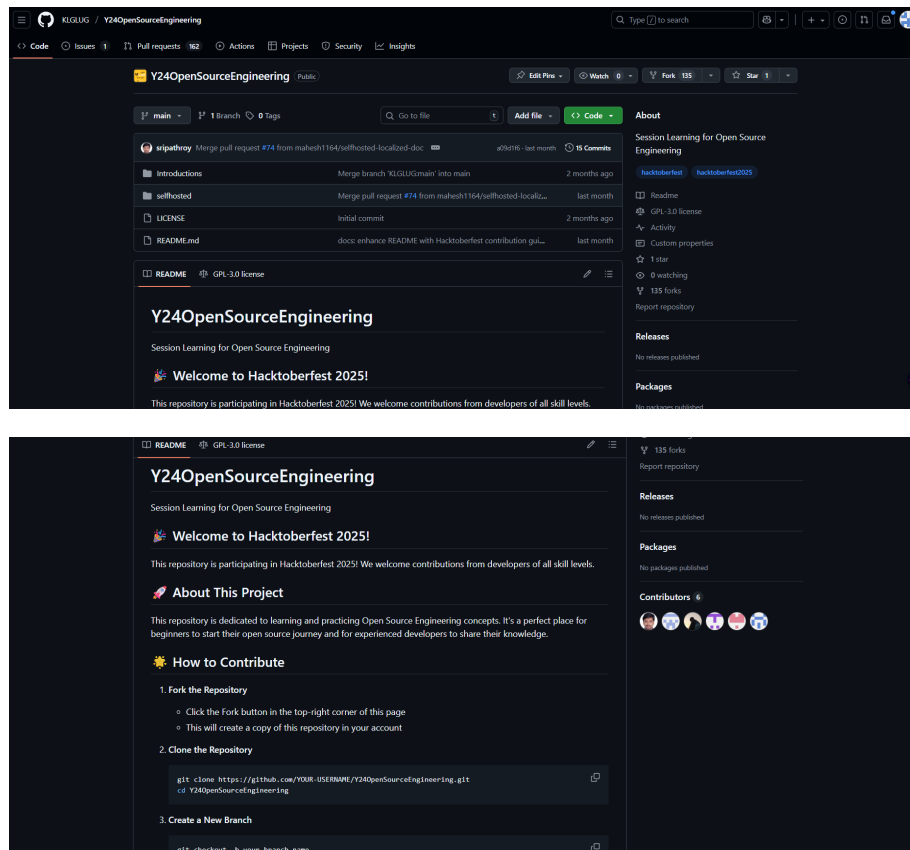 KLGLUG / Y24OpenSourceEngineering
Type / to search
Code
Issues 1
Pull requests 162
Actions
Projects
Security
Insights
Y24OpenSourceEngineering Public
Edit Pins
Watch 0
Fork 135
Star 1
main
1 Branch
0 Tags
Go to file t
Add file
Code
sripathroy Merge pull request #74 from mahesh1164/selfhosted-localized-doc
a09d1f6 · last month
15 Commits
Introductions Merge branch 'KLGLUG:main' into main 2 months ago
selfhosted Merge pull request #74 from mahesh1164/selfhosted-localiz... last month
LICENSE Initial commit 2 months ago
README.md docs: enhance README with Hacktoberfest contribution gui... last month
README
GPL-3.0 license
Y24OpenSourceEngineering
Session Learning for Open Source Engineering
Welcome to Hacktoberfest 2025!
This repository is participating in Hacktoberfest 2025! We welcome contributions from developers of all skill levels.
About
Session Learning for Open Source
Engineering
hacktoberfest hacktoberfest2025
Readme
GPL-3.0 license
Activity
Custom properties
1 star
0 watching
135 forks
Report repository
Releases
No releases published
Packages
No packages published
README
GPL-3.0 license
Y24OpenSourceEngineering
Session Learning for Open Source Engineering
Welcome to Hacktoberfest 2025!
This repository is participating in Hacktoberfest 2025! We welcome contributions from developers of all skill levels.
About This Project
This repository is dedicated to learning and practicing Open Source Engineering concepts. It's a perfect place for
beginners to start their open source journey and for experienced developers to share their knowledge.
How to Contribute
1. Fork the Repository
Click the Fork button in the top-right corner of this page
This will create a copy of this repository in your account
2. Clone the Repository
git clone https://github.com/YOUR-USERNAME/Y24OpenSourceEngineering.git
cd Y24OpenSourceEngineering
3. Create a New Branch
git checkout -b your-branch-name
135 forks
Report repository
Releases
No releases published
Packages
No packages published
Contributors 6